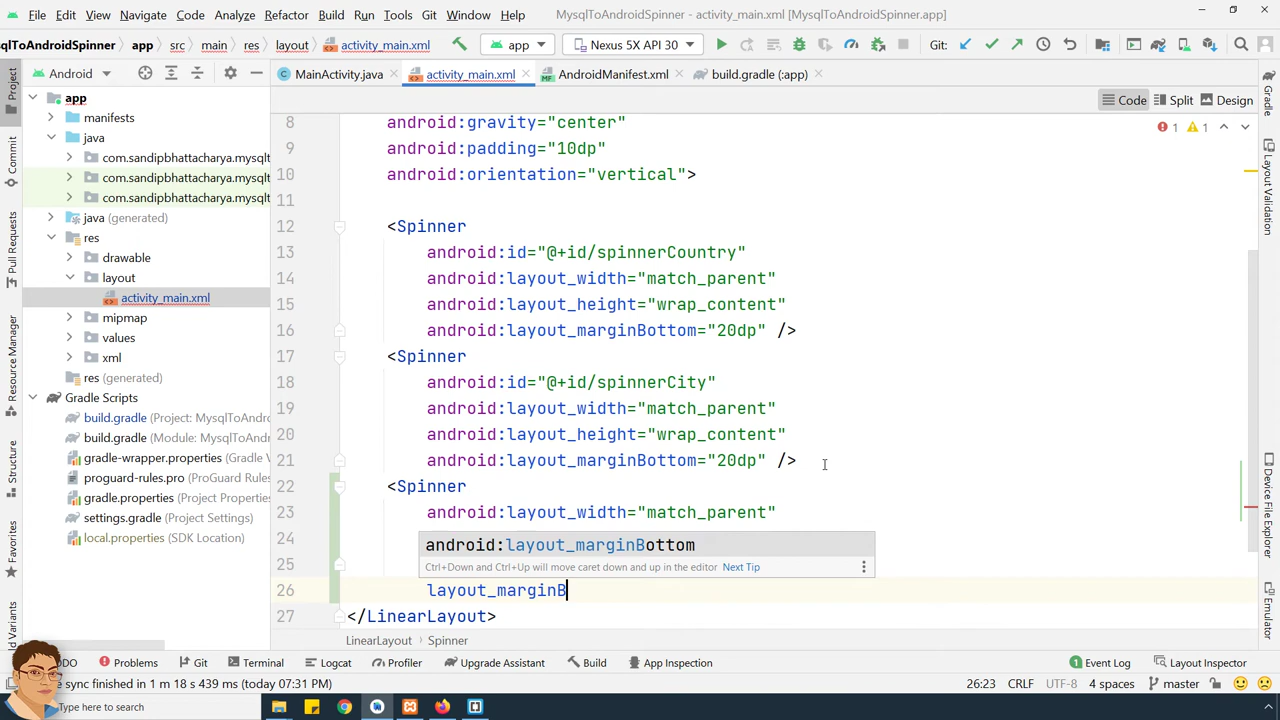 File Edit View Navigate Code Analyze Refactor Build Run Tools Git Window Help MysqlToAndroidSpinner - activity_main.xml [MysqlToAndroidSpinner.app]
qlToAndroidSpinner app src main res layout activity_main.xml app Nexus 5X API 30 Git:
Android MainActivity.java activity_main.xml AndroidManifest.xml build.gradle (:app)
Code Split Design
1 1
Project
Commit
Pull Requests
Resource Manager
Structure
Favorites
Variants
app
manifests
java
com.sandipbhattacharya.mysqlt
com.sandipbhattacharya.mysqlt
com.sandipbhattacharya.mysqlt
java (generated)
res
drawable
layout
activity_main.xml
mipmap
values
xml
res (generated)
Gradle Scripts
build.gradle (Project: MysqlToAndro
build.gradle (Module: MysqlToAndro
gradle-wrapper.properties (Gradle V
proguard-rules.pro (ProGuard Rules
gradle.properties (Project Properties
settings.gradle (Project Settings)
local.properties (SDK Location)
8 android:gravity="center"
9 android:padding="10dp"
10 android:orientation="vertical">
11
12 <Spinner
13 android:id="@+id/spinnerCountry"
14 android:layout_width="match_parent"
15 android:layout_height="wrap_content"
16 android:layout_marginBottom="20dp" />
17 <Spinner
18 android:id="@+id/spinnerCity"
19 android:layout_width="match_parent"
20 android:layout_height="wrap_content"
21 android:layout_marginBottom="20dp" />
22 <Spinner
23 android:layout_width="match_parent"
24
android:layout_marginBottom
25 Ctrl+Down and Ctrl+Up will move caret down and up in the editor Next Tip
26 layout_marginB
27 </LinearLayout>
LinearLayout Spinner
Gradle
Layout Validation
Device File Explorer
Emulator
ODO Problems Git Terminal Logcat Profiler Upgrade Assistant Build App Inspection 1 Event Log Layout Inspector
sync finished in 1 m 18 s 439 ms (today 07:31 PM) 26:23 CRLF UTF-8 4 spaces master
Type here to search